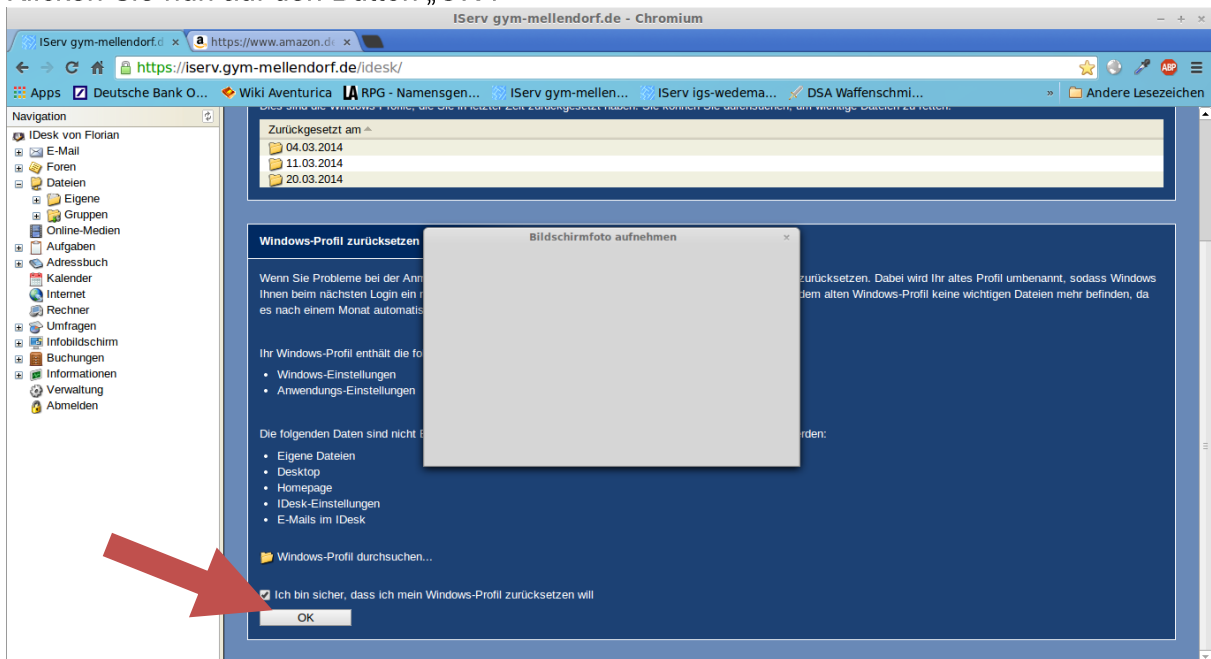 IServ gym-mellendorf.de - Chromium
IServ gym-mellendorf.d
https://www.amazon.d
https://iserv.gym-mellendorf.de/idesk/
Apps Deutsche Bank O... Wiki Aventurica RPG - Namensgen... IServ gym-mellen... IServ igs-wedema... DSA Waffenschmi... » Andere Lesezeichen
Navigation
IDesk von Florian
E-Mail
Foren
Dateien
Eigene
Gruppen
Online-Medien
Aufgaben
Adressbuch
Kalender
Internet
Rechner
Umfragen
Infobildschirm
Buchungen
Informationen
Verwaltung
Abmelden
Zurückgesetzt am
04.03.2014
11.03.2014
20.03.2014
Bildschirmfoto aufnehmen
Windows-Profil zurücksetzen
Wenn Sie Probleme bei der Anm zurücksetzen. Dabei wird Ihr altes Profil umbenannt, sodass Windows
Ihnen beim nächsten Login ein dem alten Windows-Profil keine wichtigen Dateien mehr befinden, da
es nach einem Monat automatis
Ihr Windows-Profil enthält die fo
Windows-Einstellungen
Anwendungs-Einstellungen
Die folgenden Daten sind nicht rden:
Eigene Dateien
Desktop
Homepage
IDesk-Einstellungen
E-Mails im IDesk
Windows-Profil durchsuchen...
Ich bin sicher, dass ich mein Windows-Profil zurücksetzen will
OK